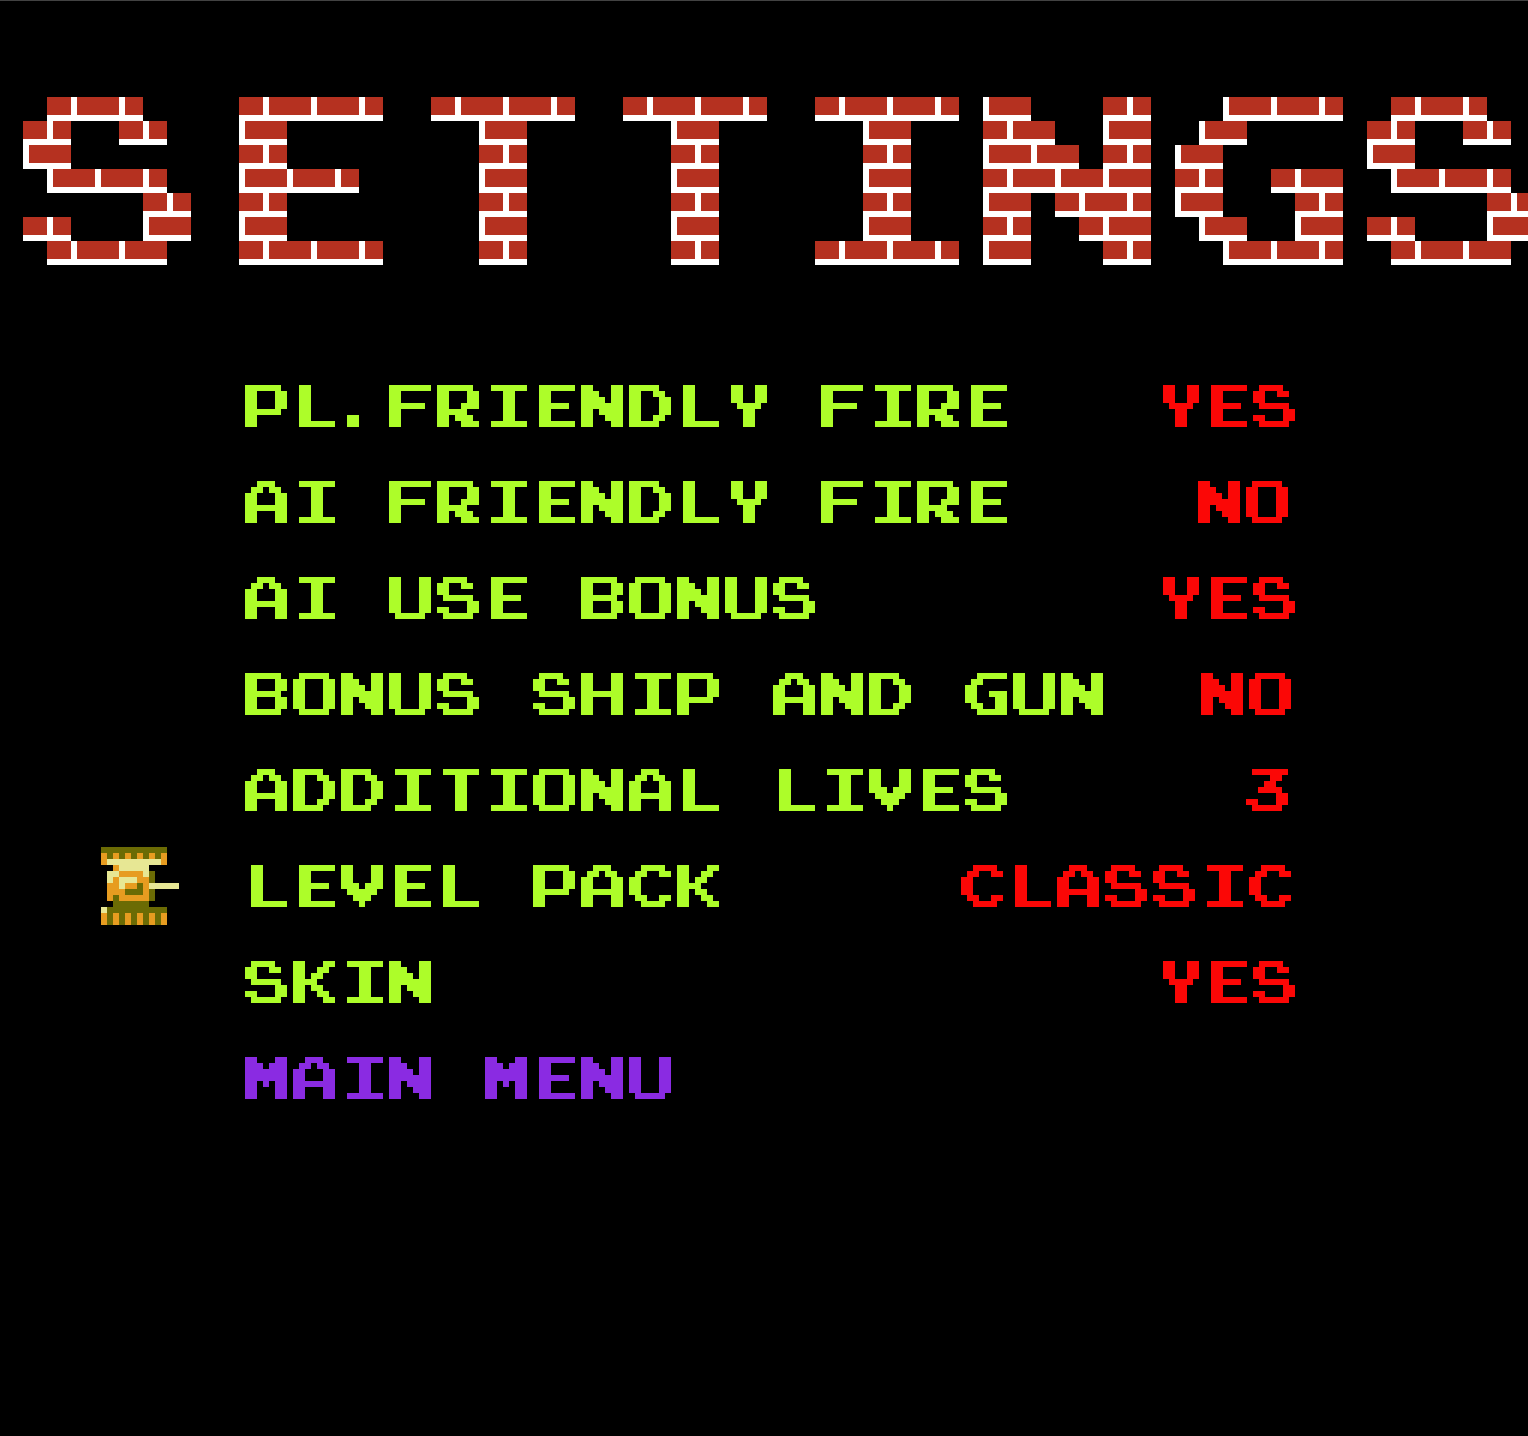 SETTINGS
PL.FRIENDLY FIRE YES
AI FRIENDLY FIRE NO
AI USE BONUS YES
BONUS SHIP AND GUN NO
ADDITIONAL LIVES 3
LEVEL PACK CLASSIC
SKIN YES
MAIN MENU